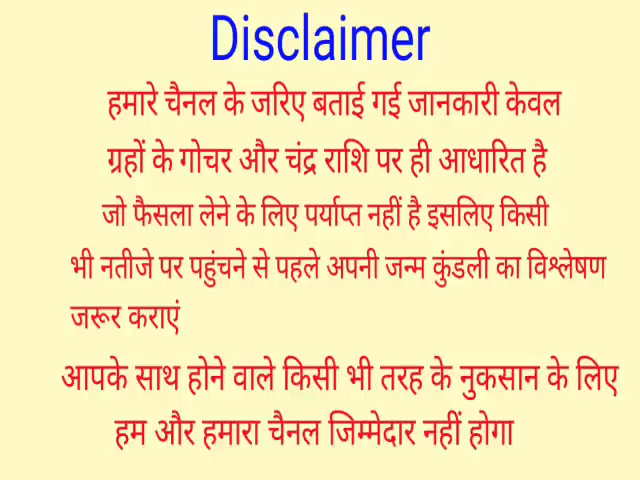 Disclaimer
हमारे चैनल के जरिए बताई गई जानकारी केवल
ग्रहों के गोचर और चंद्र राशि पर ही आधारित है
जो फैसला लेने के लिए पर्याप्त नहीं है इसलिए किसी
भी नतीजे पर पहुंचने से पहले अपनी जन्म कुंडली का विश्लेषण
जरूर कराएं
आपके साथ होने वाले किसी भी तरह के नुकसान के लिए
हम और हमारा चैनल जिम्मेदार नहीं होगा